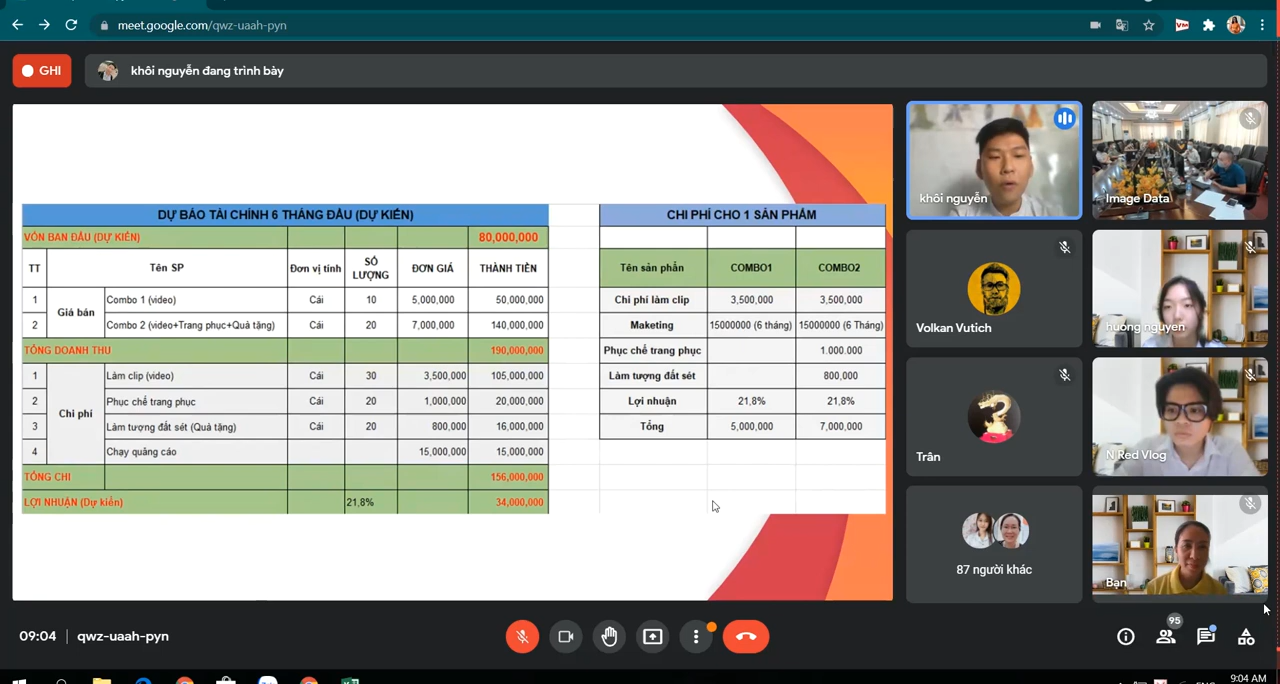 meet.google.com/qwz-uaah-pyn
GHI
khôi nguyễn đang trình bày
DỰ BÁO TÀI CHÍNH 6 THÁNG ĐẦU (DỰ KIẾN)
VỐN BAN ĐẦU (DỰ KIẾN) 80,000,000
TT Tên SP Đơn vị tính SỐ LƯỢNG ĐƠN GIÁ THÀNH TIỀN
Giá bán
1 Combo 1 (video) Cái 10 5,000,000 50,000,000
2 Combo 2 (video+Trang phục+Quà tặng) Cái 20 7,000,000 140,000,000
TỔNG DOANH THU 190,000,000
Chi phí
1 Làm clip (video) Cái 30 3,500,000 105,000,000
2 Phục chế trang phục Cái 20 1,000,000 20,000,000
3 Làm tượng đất sét (Quà tặng) Cái 20 800,000 16,000,000
4 Chạy quảng cáo 15,000,000 15,000,000
TỔNG CHI 156,000,000
LỢI NHUẬN (Dự kiến) 21,8% 34,000,000
CHI PHÍ CHO 1 SẢN PHẨM
Tên sản phẩn COMBO1 COMBO2
Chi phí làm clip 3,500,000 3,500,000
Maketing 15000000 (6 tháng) 15000000 (6 Tháng)
Phục chế trang phục 1.000.000
Làm tượng đất sét 800,000
Lợi nhuận 21,8% 21,8%
Tổng 5,000,000 7,000,000
khôi nguyễn
Image Data
Volkan Vutich
huong nguyen
Trân
N Red Vlog
87 người khác
Bạn
09:04 | qwz-uaah-pyn
95
9:04 AM